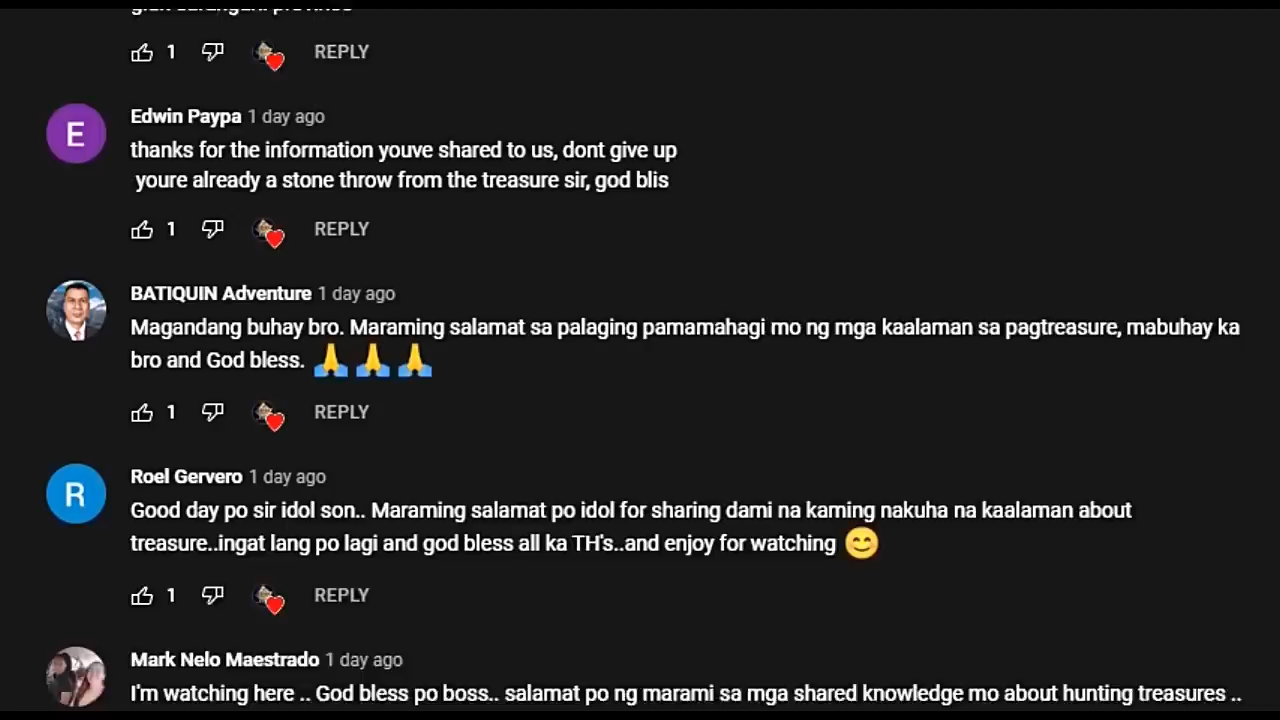 1 REPLY
Edwin Paypa 1 day ago
thanks for the information youve shared to us, dont give up
youre already a stone throw from the treasure sir, god blis
1 REPLY
E
BATIQUIN Adventure 1 day ago
Magandang buhay bro. Maraming salamat sa palaging pamamahagi mo ng mga kaalaman sa pagtreasure, mabuhay ka
bro and God bless. 🙏🙏🙏
1 REPLY
Roel Gervero 1 day ago
R
Good day po sir idol son.. Maraming salamat po idol for sharing dami na kaming nakuha na kaalaman about
treasure..ingat lang po lagi and god bless all ka TH's..and enjoy for watching 😊
1 REPLY
Mark Nelo Maestrado 1 day ago
I'm watching here .. God bless po boss.. salamat po ng marami sa mga shared knowledge mo about hunting treasures ..